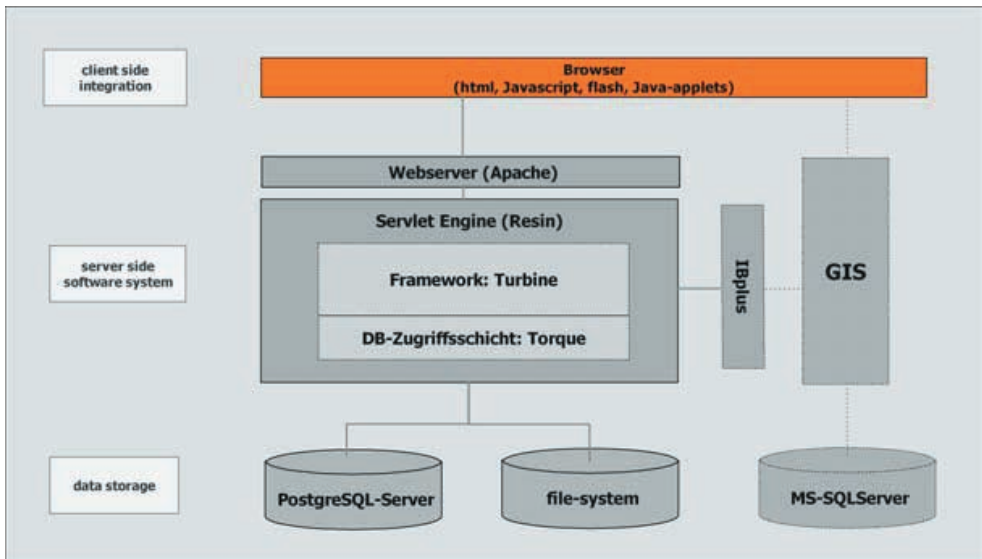 client side
integration
Browser
(html, Javascript, flash, Java-applets)
Webserver (Apache)
Servlet Engine (Resin)
Framework: Turbine
DB-Zugriffsschicht: Torque
server side
software system
IBplus
GIS
data storage
PostgreSQL-Server
file-system
MS-SQLServer